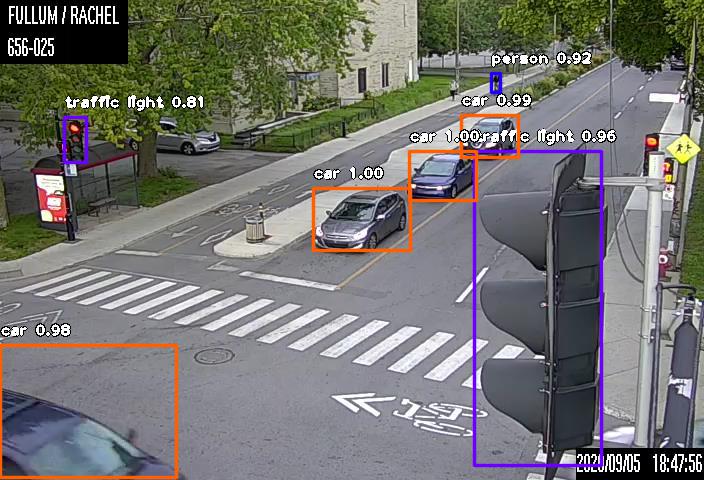 FULLUM / RACHEL
656-025
person 0.92
traffic light 0.81
car 0.99
car 1.00
traffic light 0.96
car 1.00
car 0.98
2020/09/05 18:47:56